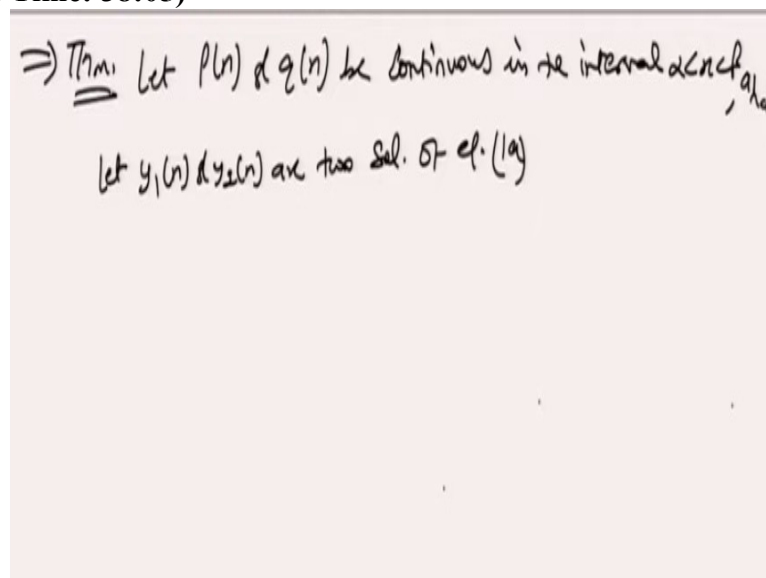 Time: 38:03)
⇒) Thm: Let p(x) & q(x) be Continuous in the interval α<x<β,
Let y₁(x) & y₂(x) are two sol. of eq. (1a)